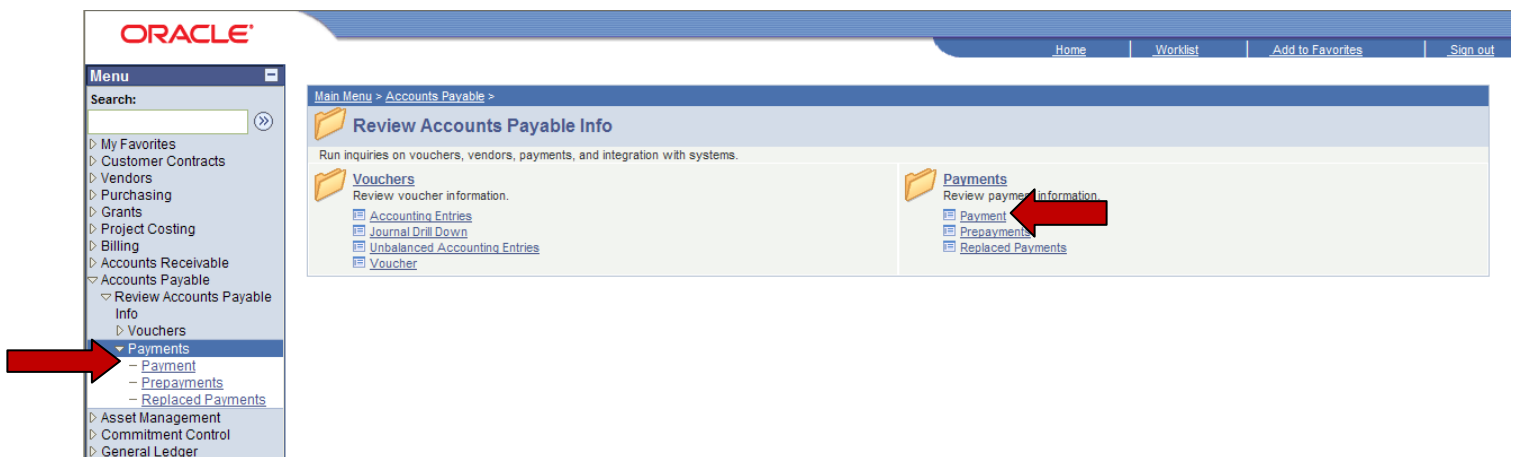 ORACLE
Home Worklist Add to Favorites Sign out
Menu
Search:
My Favorites
Customer Contracts
Vendors
Purchasing
Grants
Project Costing
Billing
Accounts Receivable
Accounts Payable
Review Accounts Payable
Info
Vouchers
Payments
Payment
Prepayments
Replaced Payments
Asset Management
Commitment Control
General Ledger
Main Menu > Accounts Payable >
Review Accounts Payable Info
Run inquiries on vouchers, vendors, payments, and integration with systems.
Vouchers
Review voucher information.
Accounting Entries
Journal Drill Down
Unbalanced Accounting Entries
Voucher
Payments
Review payment information.
Payment
Prepayments
Replaced Payments